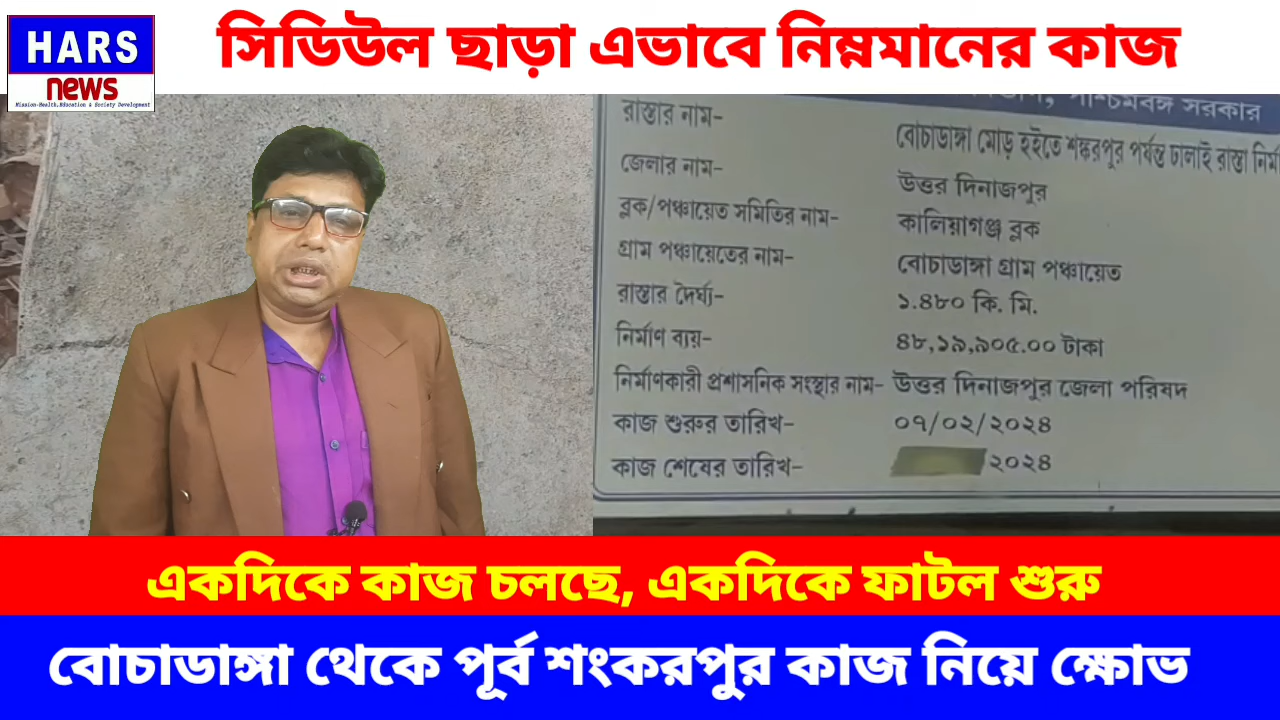 HARS
news
Mission-Health,Education & Society Development
সিডিউল ছাড়া এভাবে নিম্নমানের কাজ
পশ্চিমবঙ্গ সরকার
রাস্তার নাম- বোচাডাঙ্গা মোড় হইতে শঙ্করপুর পর্যন্ত ঢালাই রাস্তা
জেলার নাম- উত্তর দিনাজপুর
ব্লক/পঞ্চায়েত সমিতির নাম- কালিয়াগঞ্জ ব্লক
গ্রাম পঞ্চায়েতের নাম- বোচাডাঙ্গা গ্রাম পঞ্চায়েত
রাস্তার দৈর্ঘ্য- ১.৪৮০ কি. মি.
নির্মাণ ব্যয়- ৪৮,১৯,৯০৫.০০ টাকা
নির্মাণকারী প্রশাসনিক সংস্থার নাম- উত্তর দিনাজপুর জেলা পরিষদ
কাজ শুরুর তারিখ- ০৭/০২/২০২৪
কাজ শেষের তারিখ- ২০২৪
একদিকে কাজ চলছে, একদিকে ফাটল শুরু
বোচাডাঙ্গা থেকে পূর্ব শংকরপুর কাজ নিয়ে ক্ষোভ